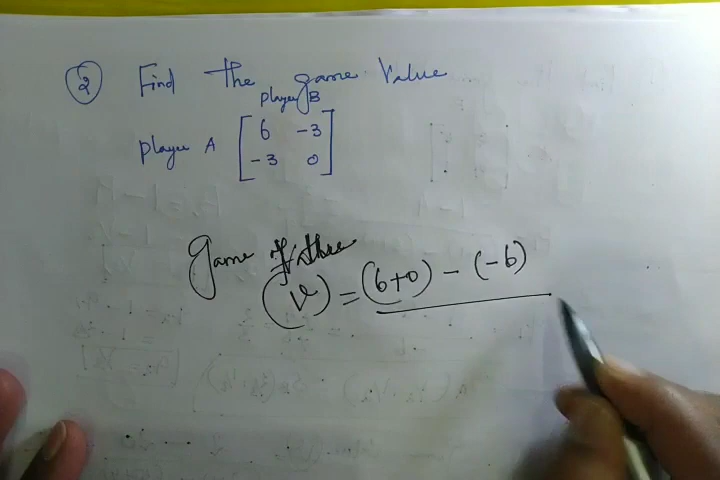 ② Find the game Value
player B
player A [ 6 -3
-3 0 ]
Game Value
(V) = (6+0) - (-6)